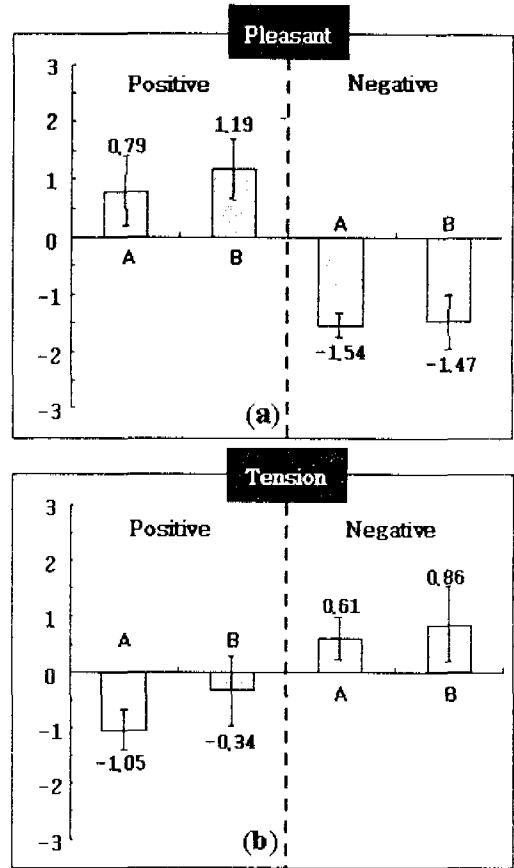 Pleasant
3
Positive Negative
2
1.19
0.79
1
A B
0
A B
-1
-1.54 -1.47
-2
-3
(a)
Tension
3
Positive Negative
2
0.86
0.61
1
A B
0
A B
-1
-0.34
-1.05
-2
-3
(b)